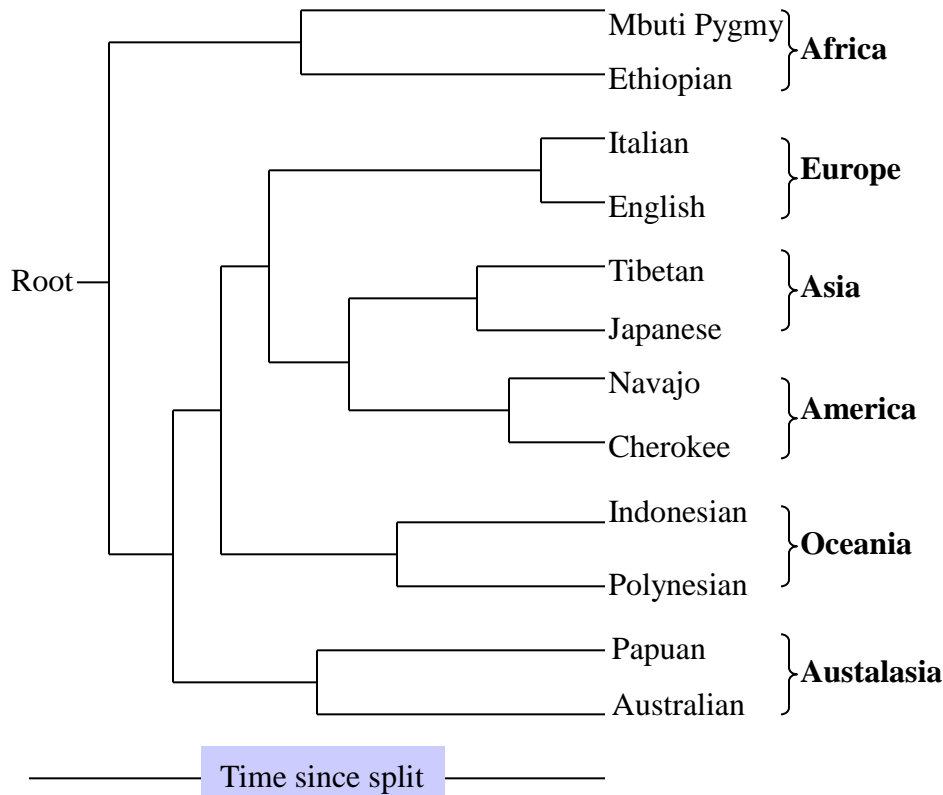 Mbuti Pygmy
Africa
Ethiopian
Italian
Europe
English
Root
Tibetan
Asia
Japanese
Navajo
America
Cherokee
Indonesian
Oceania
Polynesian
Papuan
Austalasia
Australian
Time since split